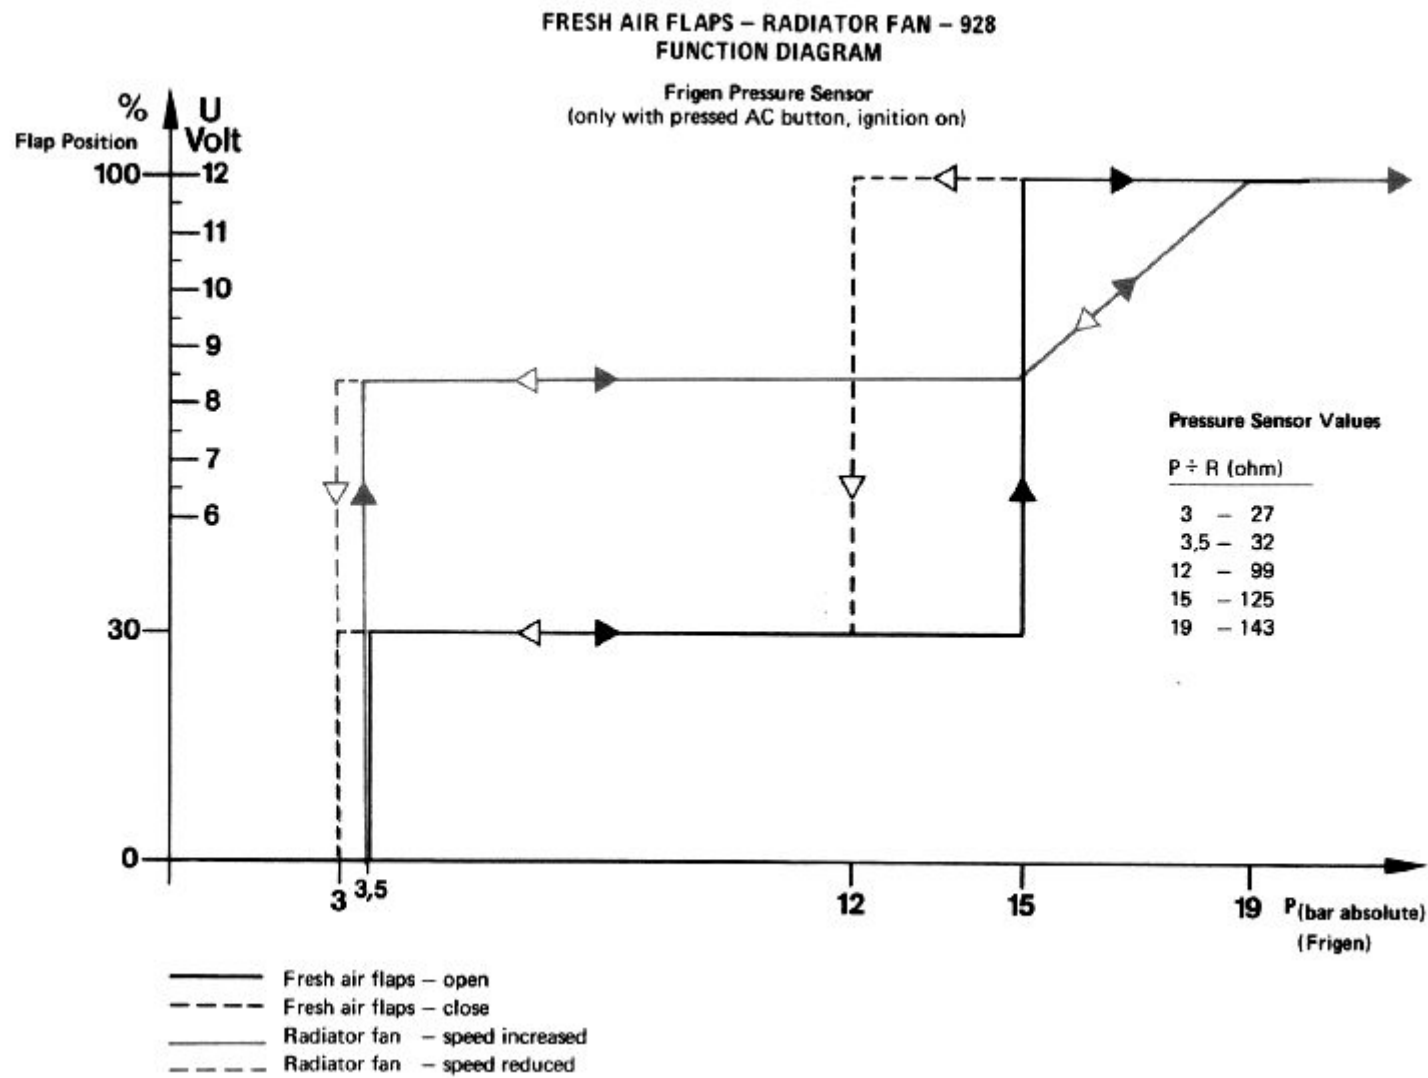 FRESH AIR FLAPS – RADIATOR FAN – 928
FUNCTION DIAGRAM
Frigen Pressure Sensor
(only with pressed AC button, ignition on)
% U
Flap Position Volt
100 12
11
10
9
8
7
6
30
0
3 3,5 12 15 19 P(bar absolute)
(Frigen)
Pressure Sensor Values
P ÷ R (ohm)
3 – 27
3,5 – 32
12 – 99
15 – 125
19 – 143
Fresh air flaps – open
Fresh air flaps – close
Radiator fan – speed increased
Radiator fan – speed reduced